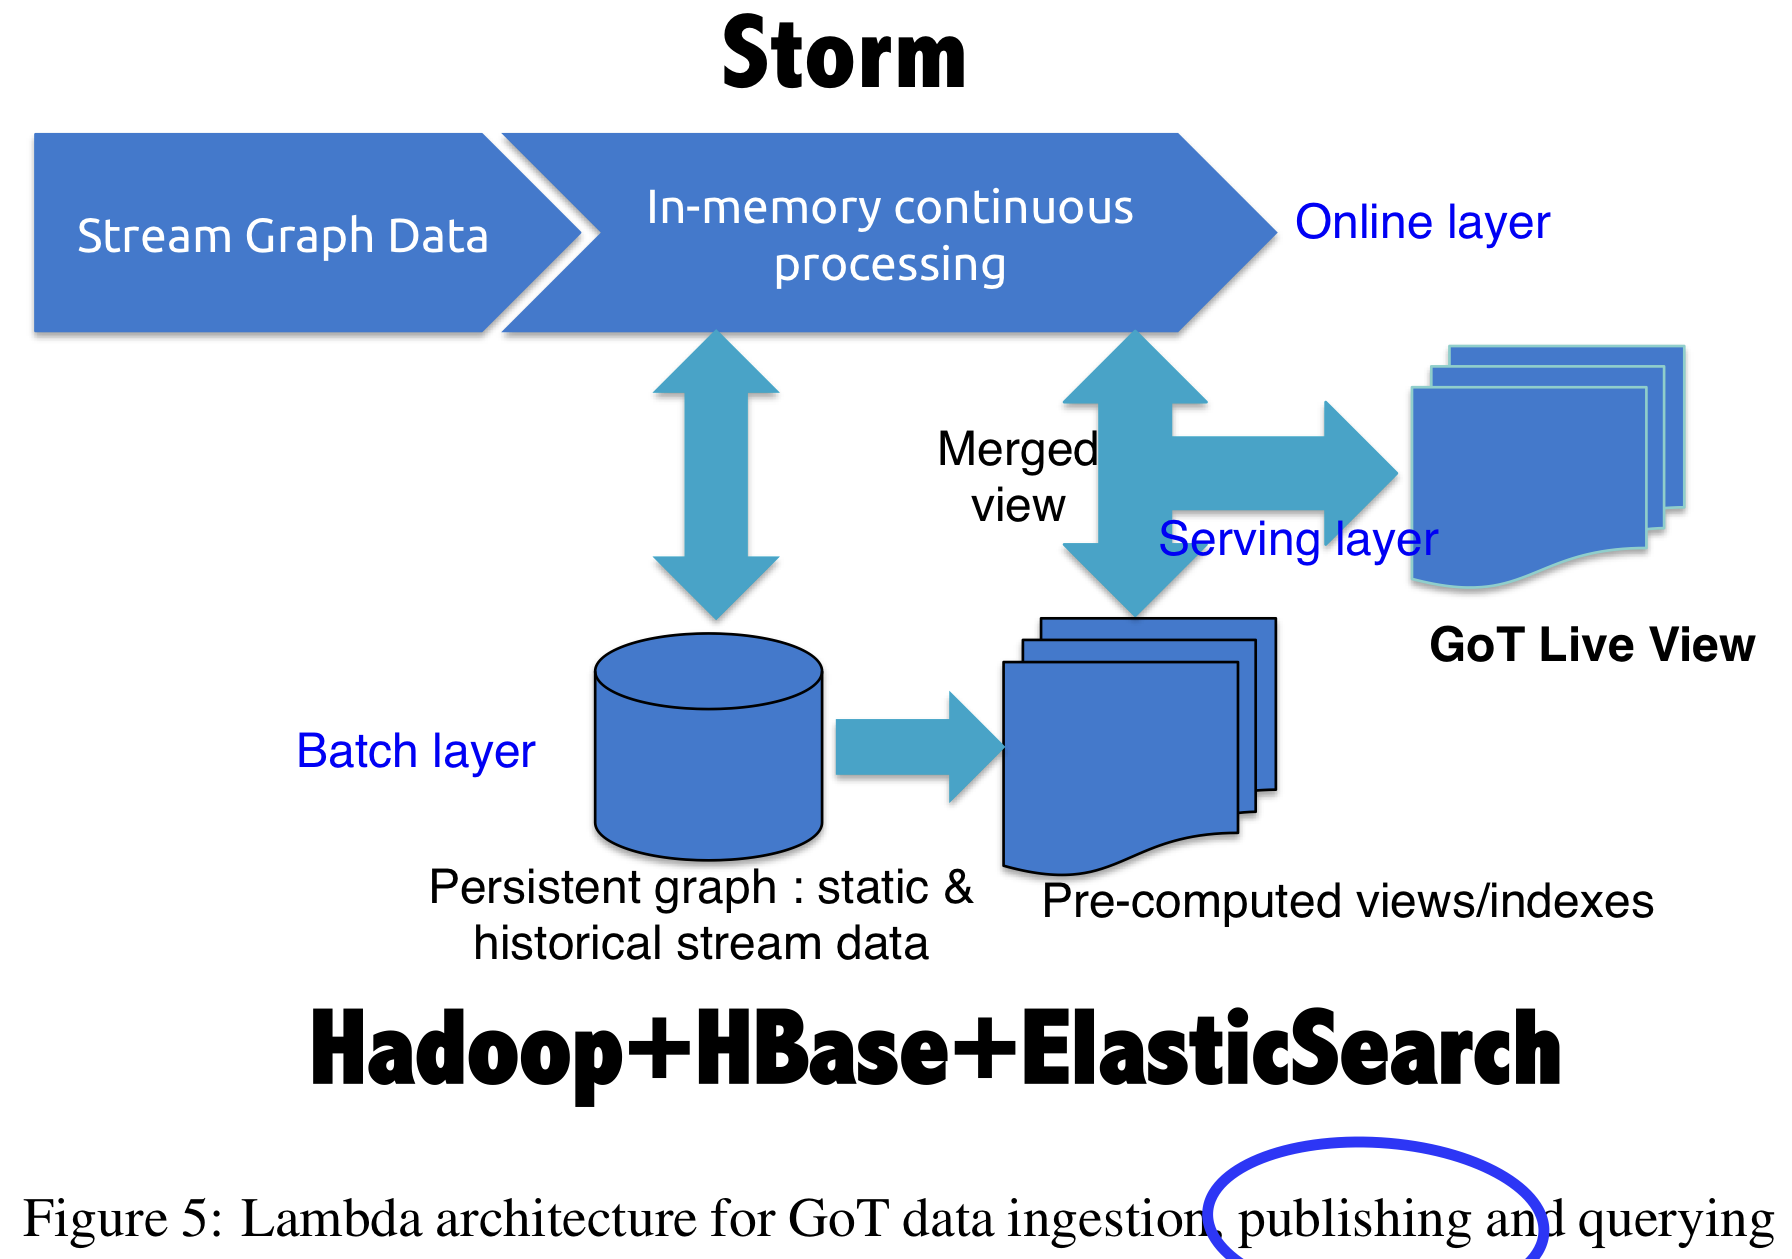 Storm
Stream Graph Data
In-memory continuous
processing
Online layer
Merged
view
Serving layer
GoT Live View
Batch layer
Persistent graph : static &
historical stream data
Pre-computed views/indexes
Hadoop+HBase+ElasticSearch
Figure 5: Lambda architecture for GoT data ingestion, publishing and querying